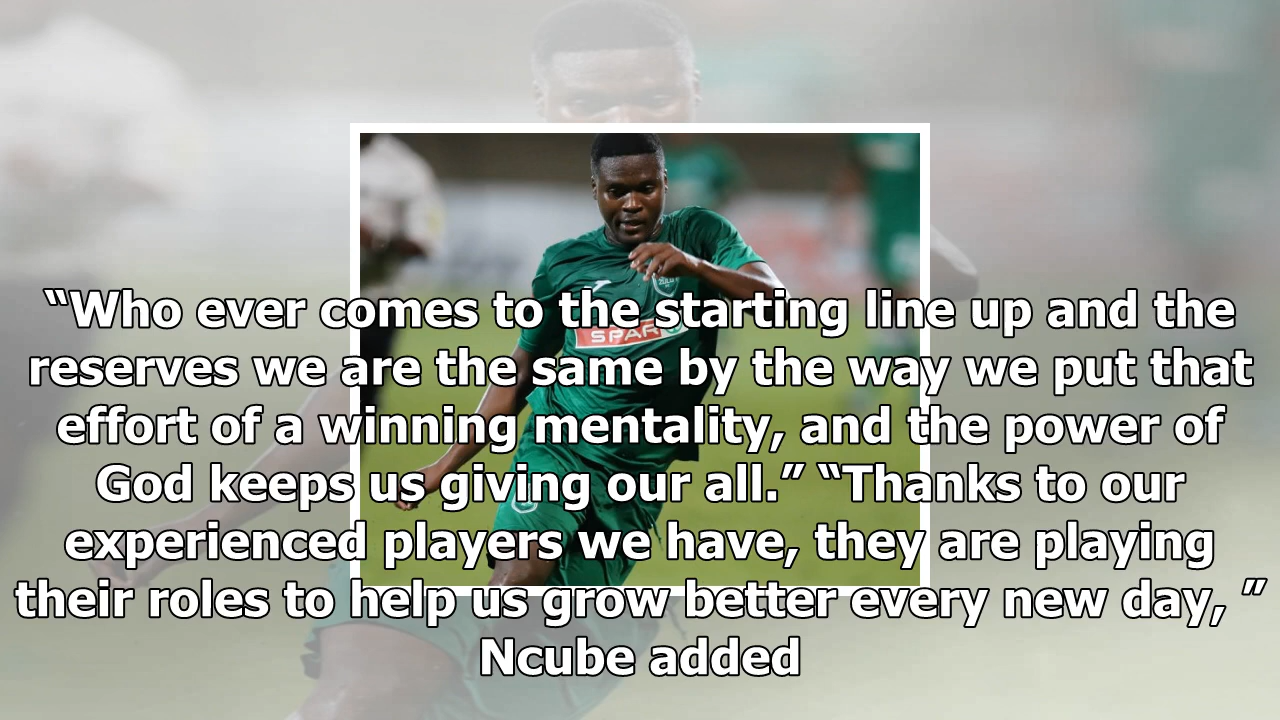 “Who ever comes to the starting line up and the
reserves we are the same by the way we put that
effort of a winning mentality, and the power of
God keeps us giving our all.” “Thanks to our
experienced players we have, they are playing
their roles to help us grow better every new day, ”
Ncube added
SPAR